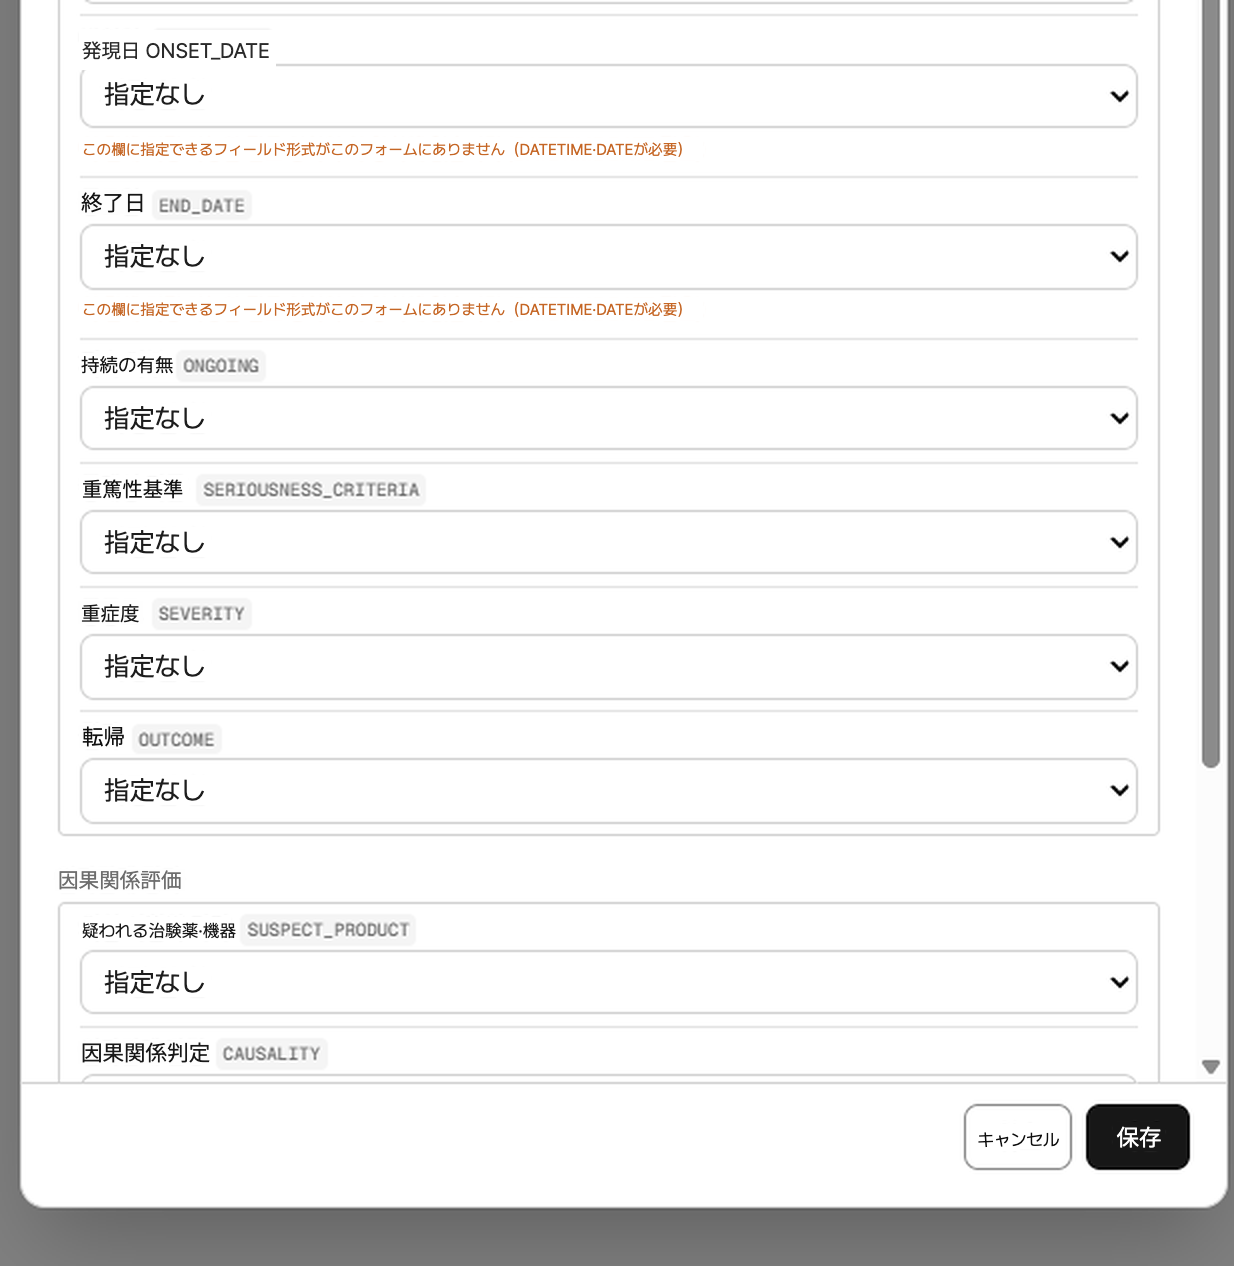 発現日 ONSET_DATE
指定なし
この欄に指定できるフィールド形式がこのフォームにありません（DATETIME·DATEが必要）
終了日 END_DATE
指定なし
この欄に指定できるフィールド形式がこのフォームにありません（DATETIME·DATEが必要）
持続の有無 ONGOING
指定なし
重篤性基準 SERIOUSNESS_CRITERIA
指定なし
重症度 SEVERITY
指定なし
転帰 OUTCOME
指定なし
因果関係評価
疑われる治験薬·機器 SUSPECT_PRODUCT
指定なし
因果関係判定 CAUSALITY
キャンセル
保存